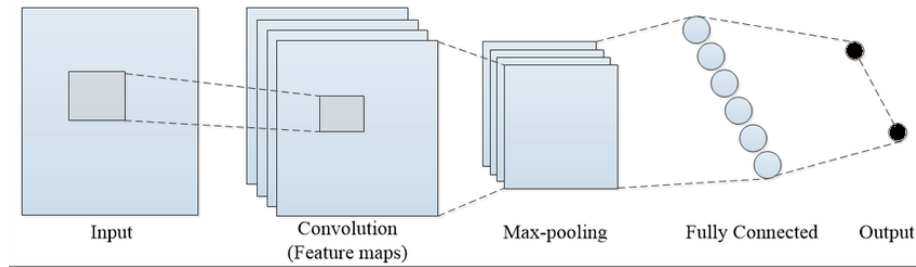 Input
Convolution
(Feature maps)
Max-pooling
Fully Connected
Output